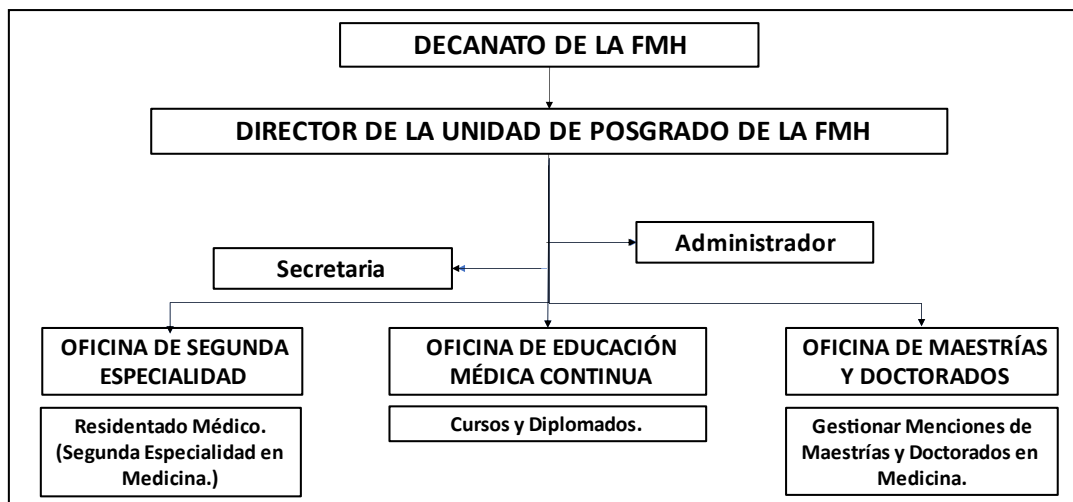 DECANATO DE LA FMH
DIRECTOR DE LA UNIDAD DE POSGRADO DE LA FMH
Administrador
Secretaria
OFICINA DE SEGUNDA
ESPECIALIDAD
Residentado Médico.
(Segunda Especialidad en
Medicina.)
OFICINA DE EDUCACIÓN
MÉDICA CONTINUA
Cursos y Diplomados.
OFICINA DE MAESTRÍAS
Y DOCTORADOS
Gestionar Menciones de
Maestrías y Doctorados en
Medicina.